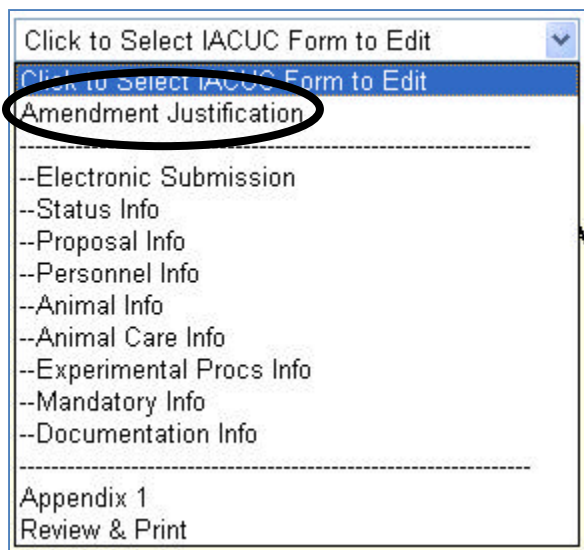 Click to Select IACUC Form to Edit
Click to Select IACUC Form to Edit
Amendment Justification
--------------------------------------------------
--Electronic Submission
--Status Info
--Proposal Info
--Personnel Info
--Animal Info
--Animal Care Info
--Experimental Procs Info
--Mandatory Info
--Documentation Info
--------------------------------------------------
Appendix 1
Review & Print